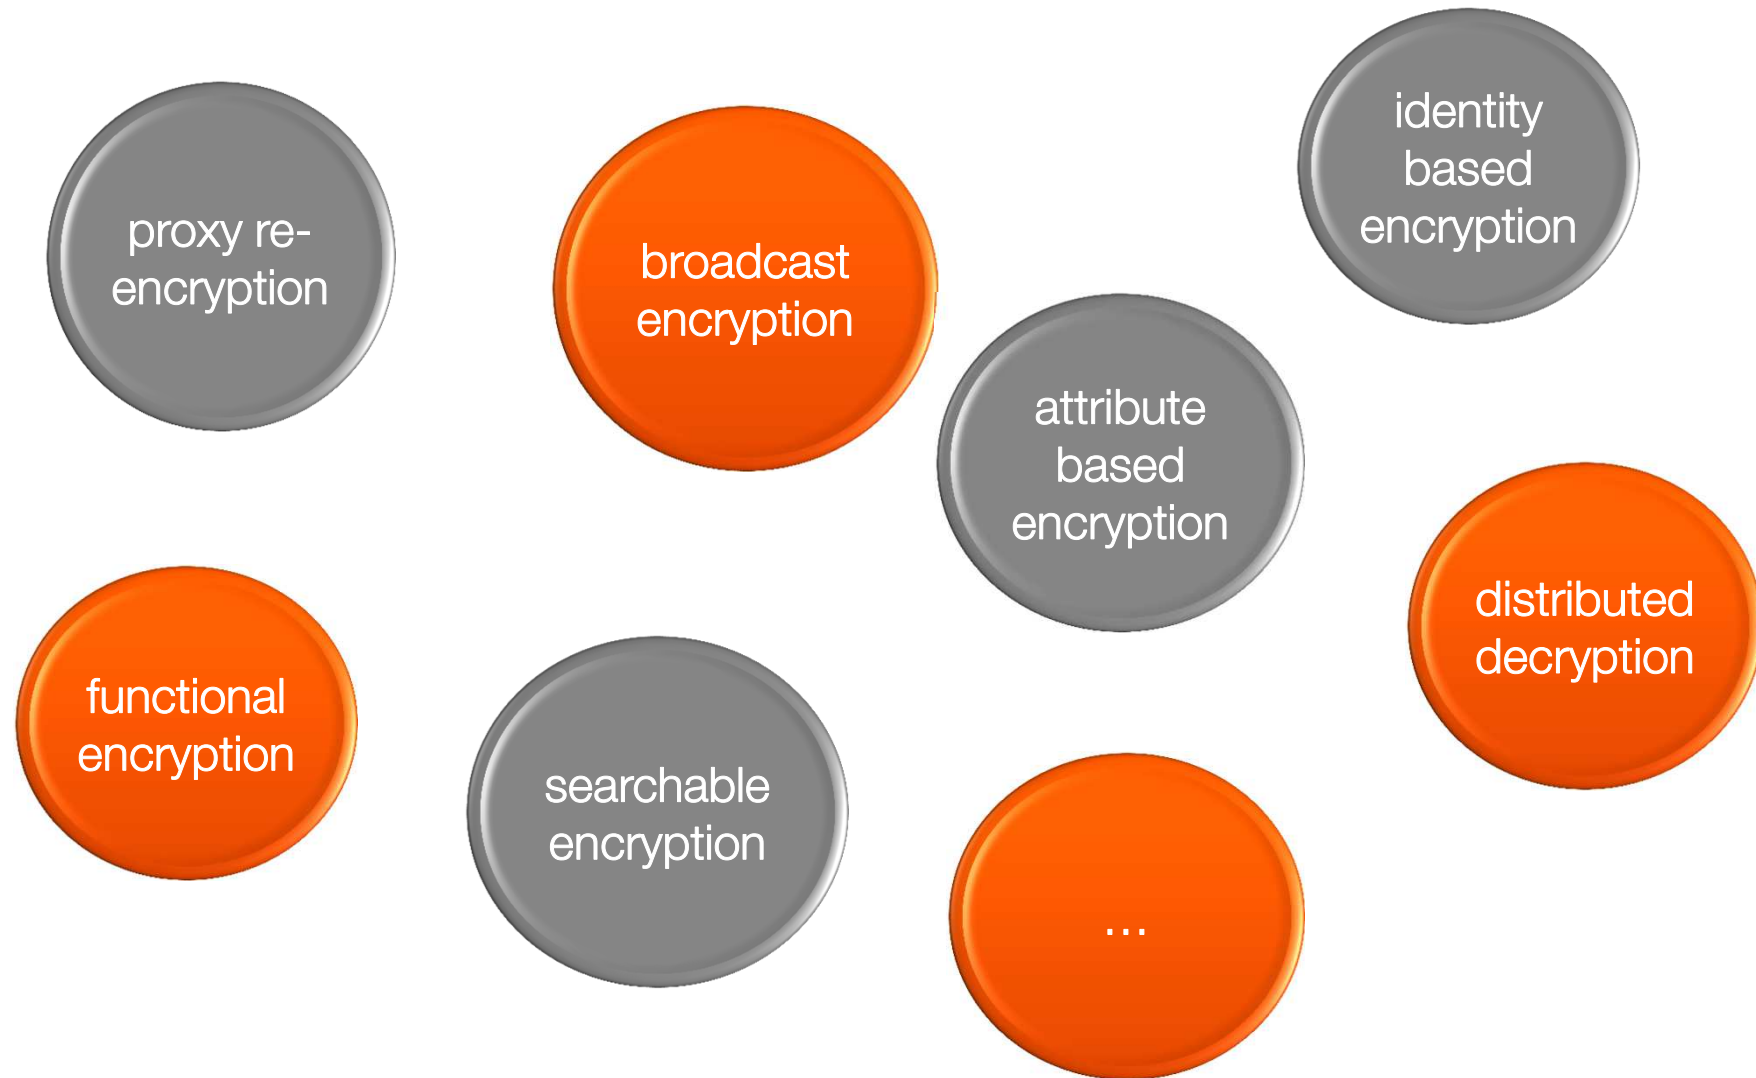 proxy re-
encryption
broadcast
encryption
identity
based
encryption
attribute
based
encryption
distributed
decryption
functional
encryption
searchable
encryption
...